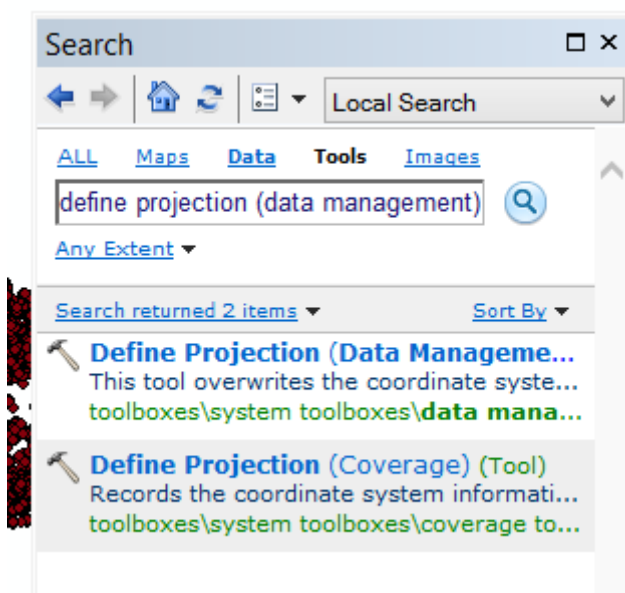 Search
Local Search
ALL Maps Data Tools Images
define projection (data management)
Any Extent
Search returned 2 items Sort By
Define Projection (Data Manageme...
This tool overwrites the coordinate syste...
toolboxes\system toolboxes\data mana...
Define Projection (Coverage) (Tool)
Records the coordinate system informati...
toolboxes\system toolboxes\coverage to...